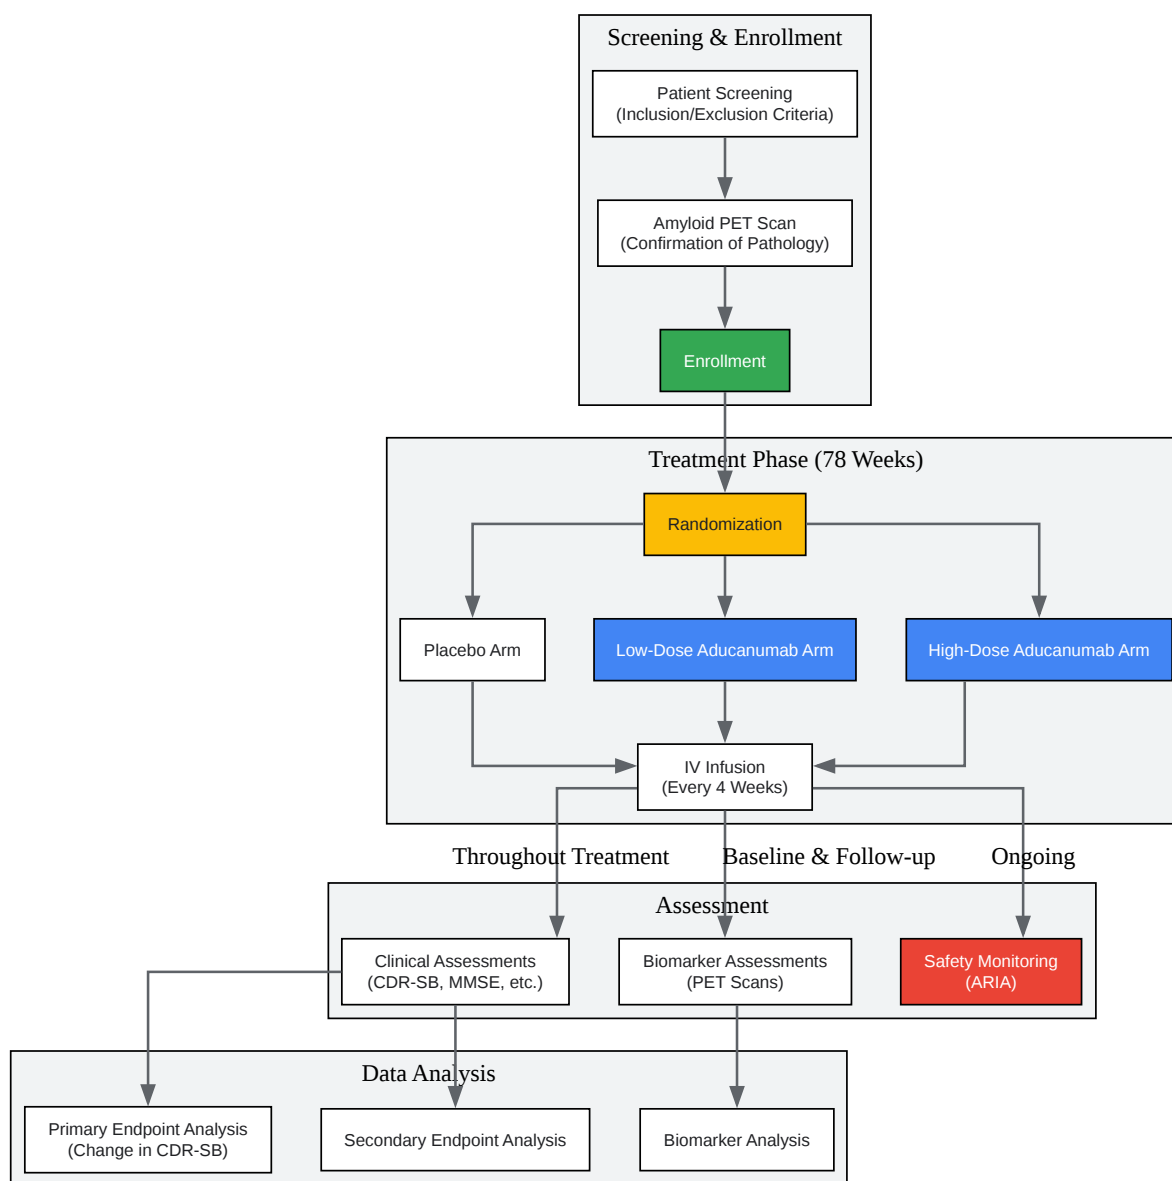 Screening & Enrollment
Patient Screening
(Inclusion/Exclusion Criteria)
Amyloid PET Scan
(Confirmation of Pathology)
Enrollment
Treatment Phase (78 Weeks)
Randomization
Placebo Arm
Low-Dose Aducanumab Arm
High-Dose Aducanumab Arm
IV Infusion
(Every 4 Weeks)
Throughout Treatment
Baseline & Follow-up
Ongoing
Assessment
Clinical Assessments
(CDR-SB, MMSE, etc.)
Biomarker Assessments
(PET Scans)
Safety Monitoring
(ARIA)
Data Analysis
Primary Endpoint Analysis
(Change in CDR-SB)
Secondary Endpoint Analysis
Biomarker Analysis